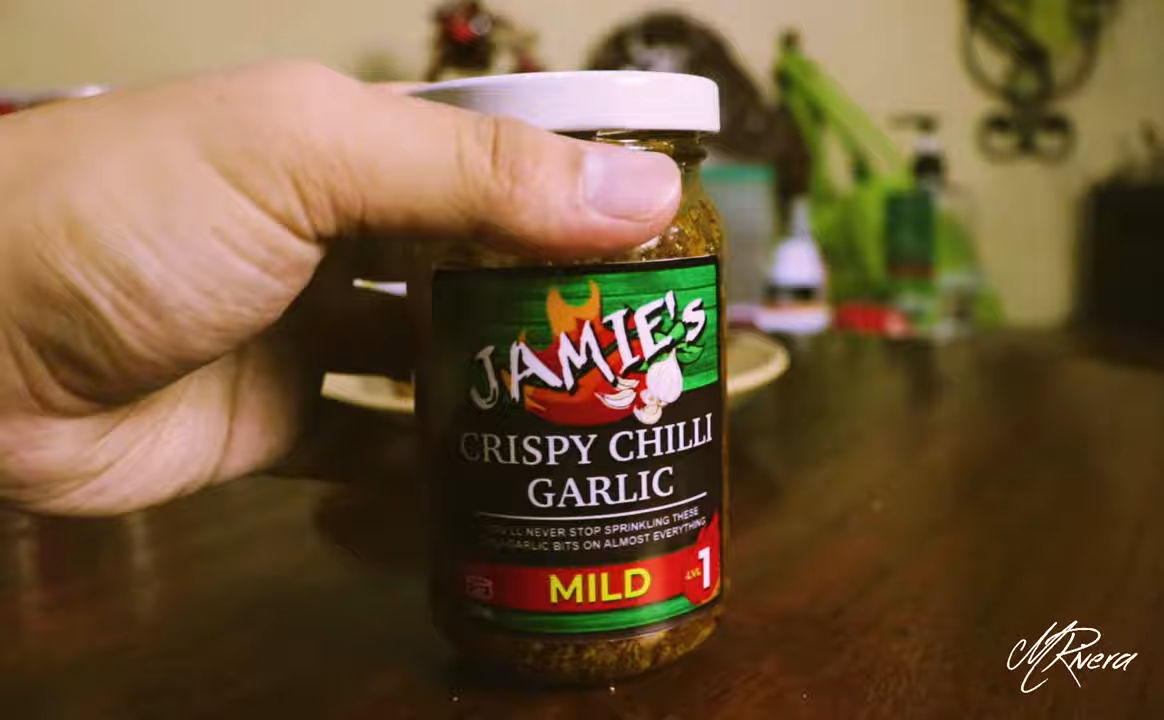 JAMIE's
CRISPY CHILLI
GARLIC
NEVER STOP SPRINKLING THESE
GARLIC BITS ON ALMOST EVERYTHING
MILD
LVL 1
MRivera